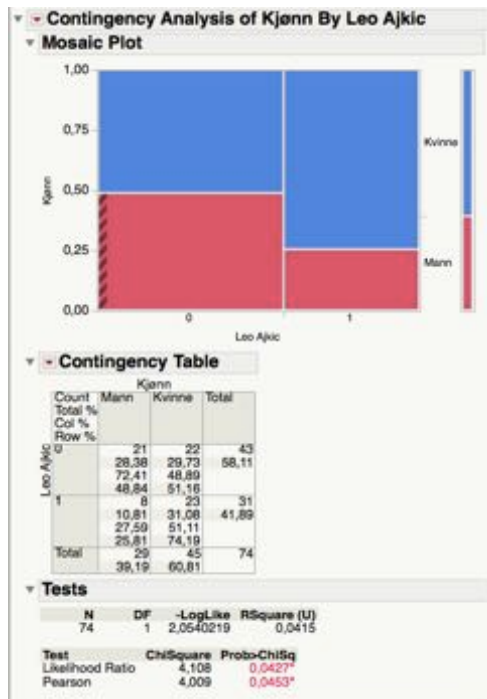 Contingency Analysis of Kjønn By Leo Ajkic
Mosaic Plot
1,00
0,75
0,50
0,25
0,00
Kjønn
Kvinne
Mann
0 1
Leo Ajkic
Contingency Table
Kjønn
Leo Ajkic
Count Mann Kvinne Total
Total %
Col %
Row %
0 21 22 43
28,38 29,73 58,11
72,41 48,89
48,84 51,16
1 8 23 31
10,81 31,08 41,89
27,59 51,11
25,81 74,19
Total 29 45 74
39,19 60,81
Tests
N DF -LogLike RSquare (U)
74 1 2,0540219 0,0415
Test ChiSquare Prob>ChiSq
Likelihood Ratio 4,108 0,0427*
Pearson 4,009 0,0453*